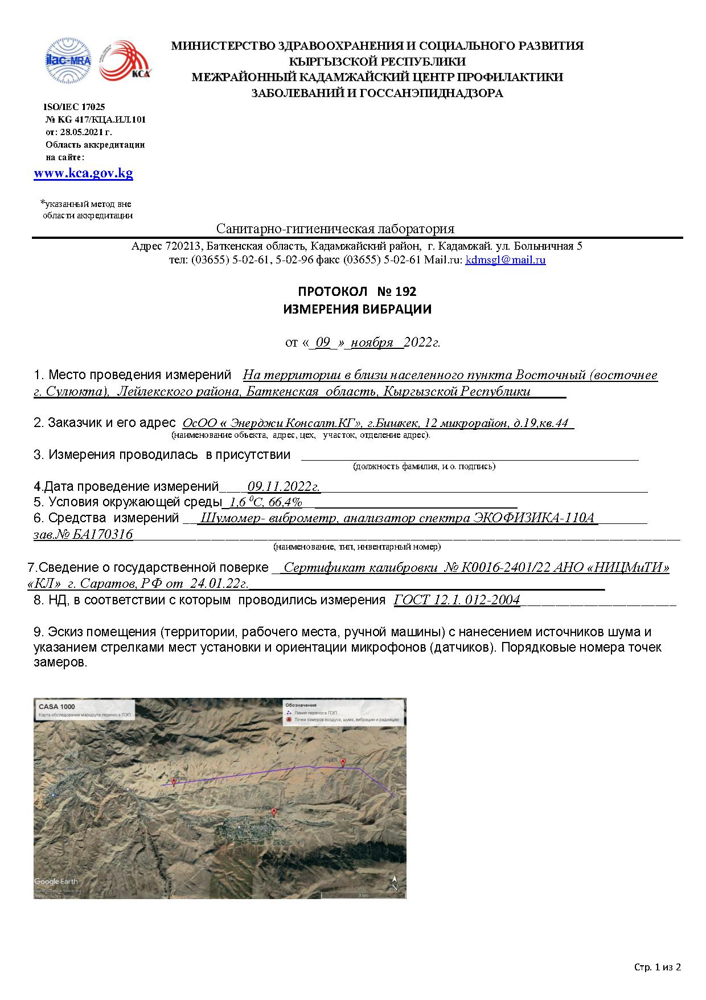 ilac-MRA
KCA
МИНИСТЕРСТВО ЗДРАВООХРАНЕНИЯ И СОЦИАЛЬНОГО РАЗВИТИЯ
КЫРГЫЗСКОЙ РЕСПУБЛИКИ
МЕЖРАЙОННЫЙ КАДАМЖАЙСКИЙ ЦЕНТР ПРОФИЛАКТИКИ
ЗАБОЛЕВАНИЙ И ГОССАНЭПИДНАДЗОРА
ISO/IEC 17025
№ KG 417/КЦА.ИЛ.101
от: 28.05.2021 г.
Область аккредитации
на сайте:
www.kca.gov.kg
*указанный метод вне
области аккредитации
Санитарно-гигиеническая лаборатория
Адрес 720213, Баткенская область, Кадамжайский район, г. Кадамжай. ул. Больничная 5
тел: (03655) 5-02-61, 5-02-96 факс (03655) 5-02-61 Mail.ru: kdmsgl@mail.ru
ПРОТОКОЛ № 192
ИЗМЕРЕНИЯ ВИБРАЦИИ
от «_09_»_ноября_ 2022г.
1. Место проведения измерений На территории в близи населенного пункта Восточный (восточнее
г. Сулюкта), Лейлекского района, Баткенская область, Кыргызской Республики
2. Заказчик и его адрес ОсОО « Энерджи Консалт.КГ», г.Бишкек, 12 микрорайон, д.19,кв.44
(наименование объекта, адрес, цех, участок, отделение адрес).
3. Измерения проводилась в присутствии
(должность фамилия, и.о. подпись)
4.Дата проведение измерений____09.11.2022г.
5. Условия окружающей среды_1,6 ⁰С, 66,4%__
6. Средства измерений __ Шумомер- виброметр, анализатор спектра ЭКОФИЗИКА-110А
зав.№ БА170316
(наименование, тип, инвентарный номер)
7.Сведение о государственной поверке _ Сертификат калибровки № К0016-2401/22 АНО «НИЦМиТИ»
«КЛ» г. Саратов, РФ от 24.01.22г.
8. НД, в соответствии с которым проводились измерения ГОСТ 12.1. 012-2004
9. Эскиз помещения (территории, рабочего места, ручной машины) с нанесением источников шума и
указанием стрелками мест установки и ориентации микрофонов (датчиков). Порядковые номера точек
замеров.
CASA 1000
Карта обследования маршрута переноса ЛЭП
Обозначения
Линия переноса ЛЭП
Точки замеров воздуха, шума, вибрации и радиации
Google Earth
N
3 km
Стр. 1 из 2